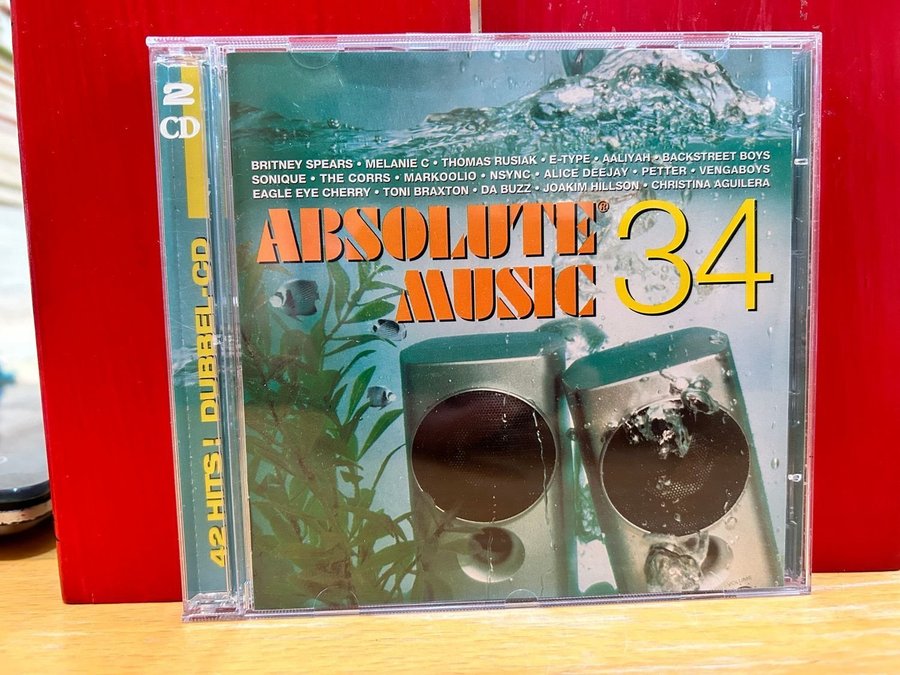 2
CD
42 HITS! DUBBEL-CD
BRITNEY SPEARS • MELANIE C • THOMAS RUSIAK • E-TYPE • AALIYAH • BACKSTREET BOYS
SONIQUE • THE CORRS • MARKOOLIO • NSYNC • ALICE DEEJAY • PETTER • VENGABOYS
EAGLE EYE CHERRY • TONI BRAXTON • DA BUZZ • JOAKIM HILLSON • CHRISTINA AGUILERA
ABSOLUTE® 34
MUSIC
VOLUME